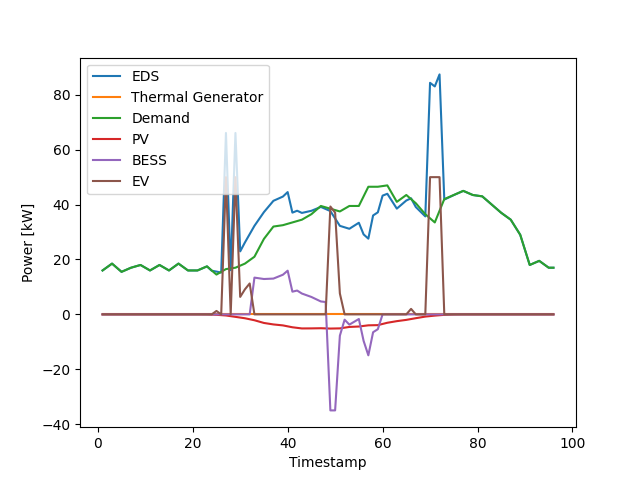 EDS
Thermal Generator
Demand
PV
BESS
EV
Power [kW]
80
60
40
20
0
−20
−40
0
20
40
60
80
100
Timestamp